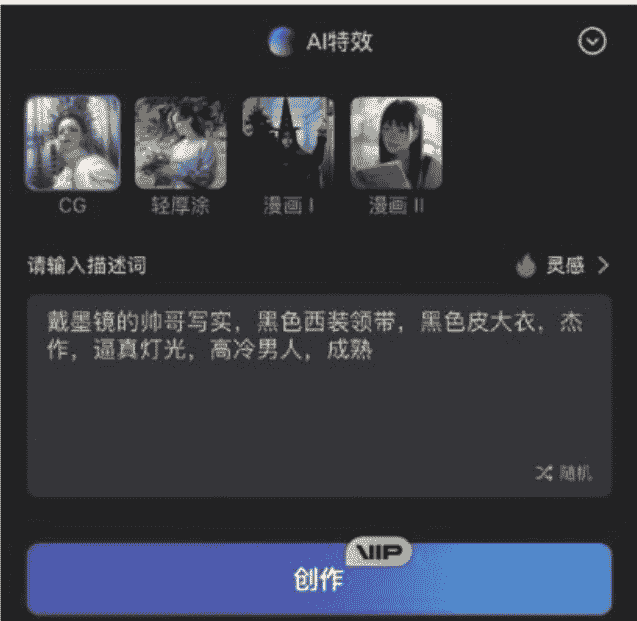 AI特效
CG
轻厚涂
漫画 I
漫画 II
请输入描述词
灵感
戴墨镜的帅哥写实，黑色西装领带，黑色皮大衣，杰
作，逼真灯光，高冷男人，成熟
随机
VIP
创作